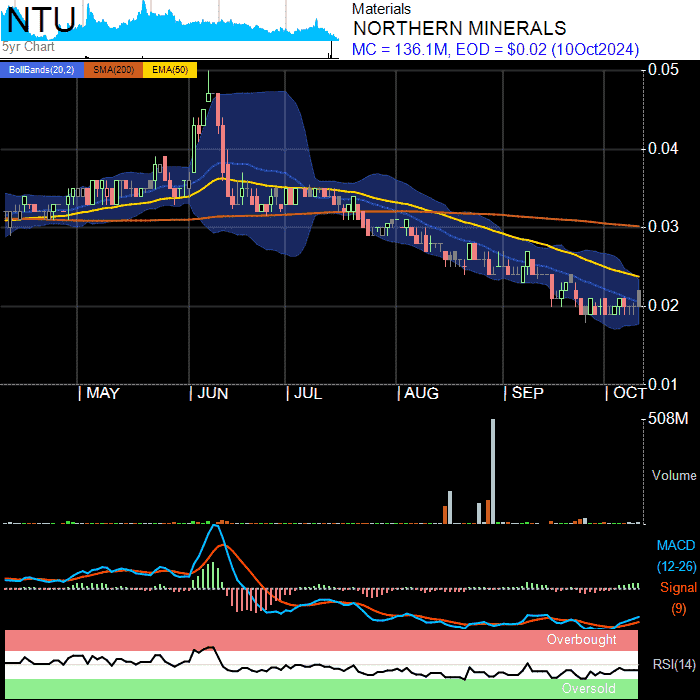 NTU
5yr Chart
Materials
NORTHERN MINERALS
MC = 136.1M, EOD = $0.02 (10Oct2024)
BollBands(20,2) SMA(200) EMA(50)
0.05
0.04
0.03
0.02
0.01
MAY JUN JUL AUG SEP OCT
508M
Volume
MACD
(12-26)
Signal
(9)
Overbought
RSI(14)
Oversold